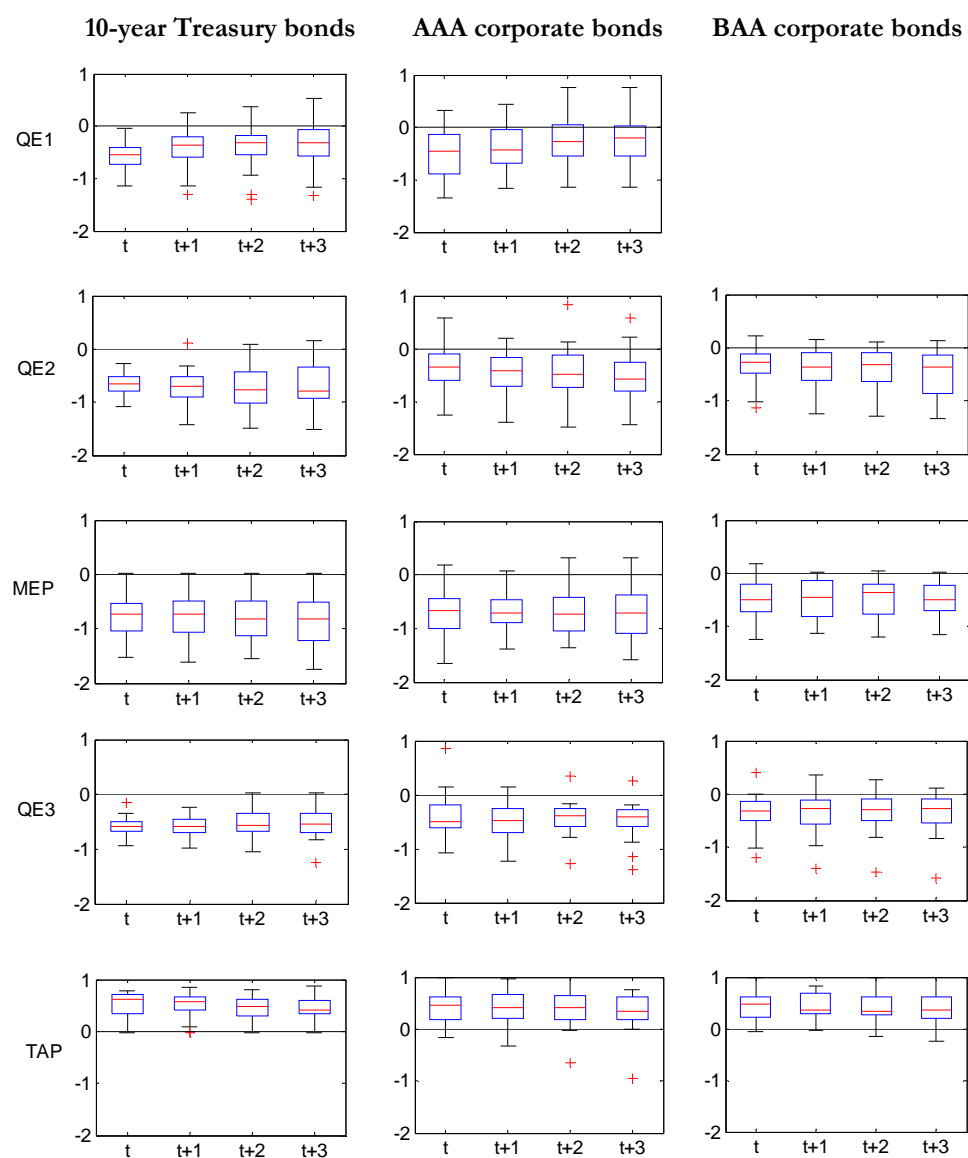 10-year Treasury bonds AAA corporate bonds BAA corporate bonds
QE1
1 0 -1 -2
t t+1 t+2 t+3
1 0 -1 -2
t t+1 t+2 t+3
QE2
1 0 -1 -2
t t+1 t+2 t+3
1 0 -1 -2
t t+1 t+2 t+3
1 0 -1 -2
t t+1 t+2 t+3
MEP
1 0 -1 -2
t t+1 t+2 t+3
1 0 -1 -2
t t+1 t+2 t+3
1 0 -1 -2
t t+1 t+2 t+3
QE3
1 0 -1 -2
t t+1 t+2 t+3
1 0 -1 -2
t t+1 t+2 t+3
1 0 -1 -2
t t+1 t+2 t+3
TAP
1 0 -1 -2
t t+1 t+2 t+3
1 0 -1 -2
t t+1 t+2 t+3
1 0 -1 -2
t t+1 t+2 t+3